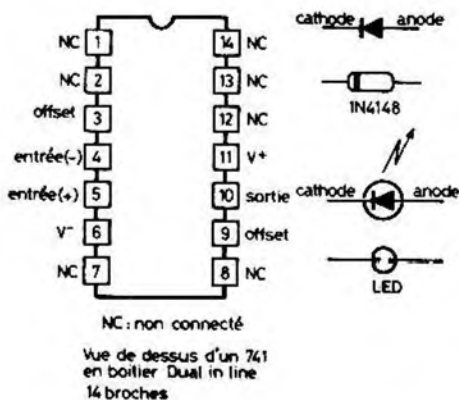 NC 1 14 NC
NC 2 13 NC
offset 3 12 NC
entrée(-) 4 11 V+
entrée(+) 5 10 sortie
V- 6 9 offset
NC 7 8 NC
NC : non connecté
Vue de dessus d'un 741
en boitier Dual in line
14 broches
cathode anode
1N4148
cathode anode
LED